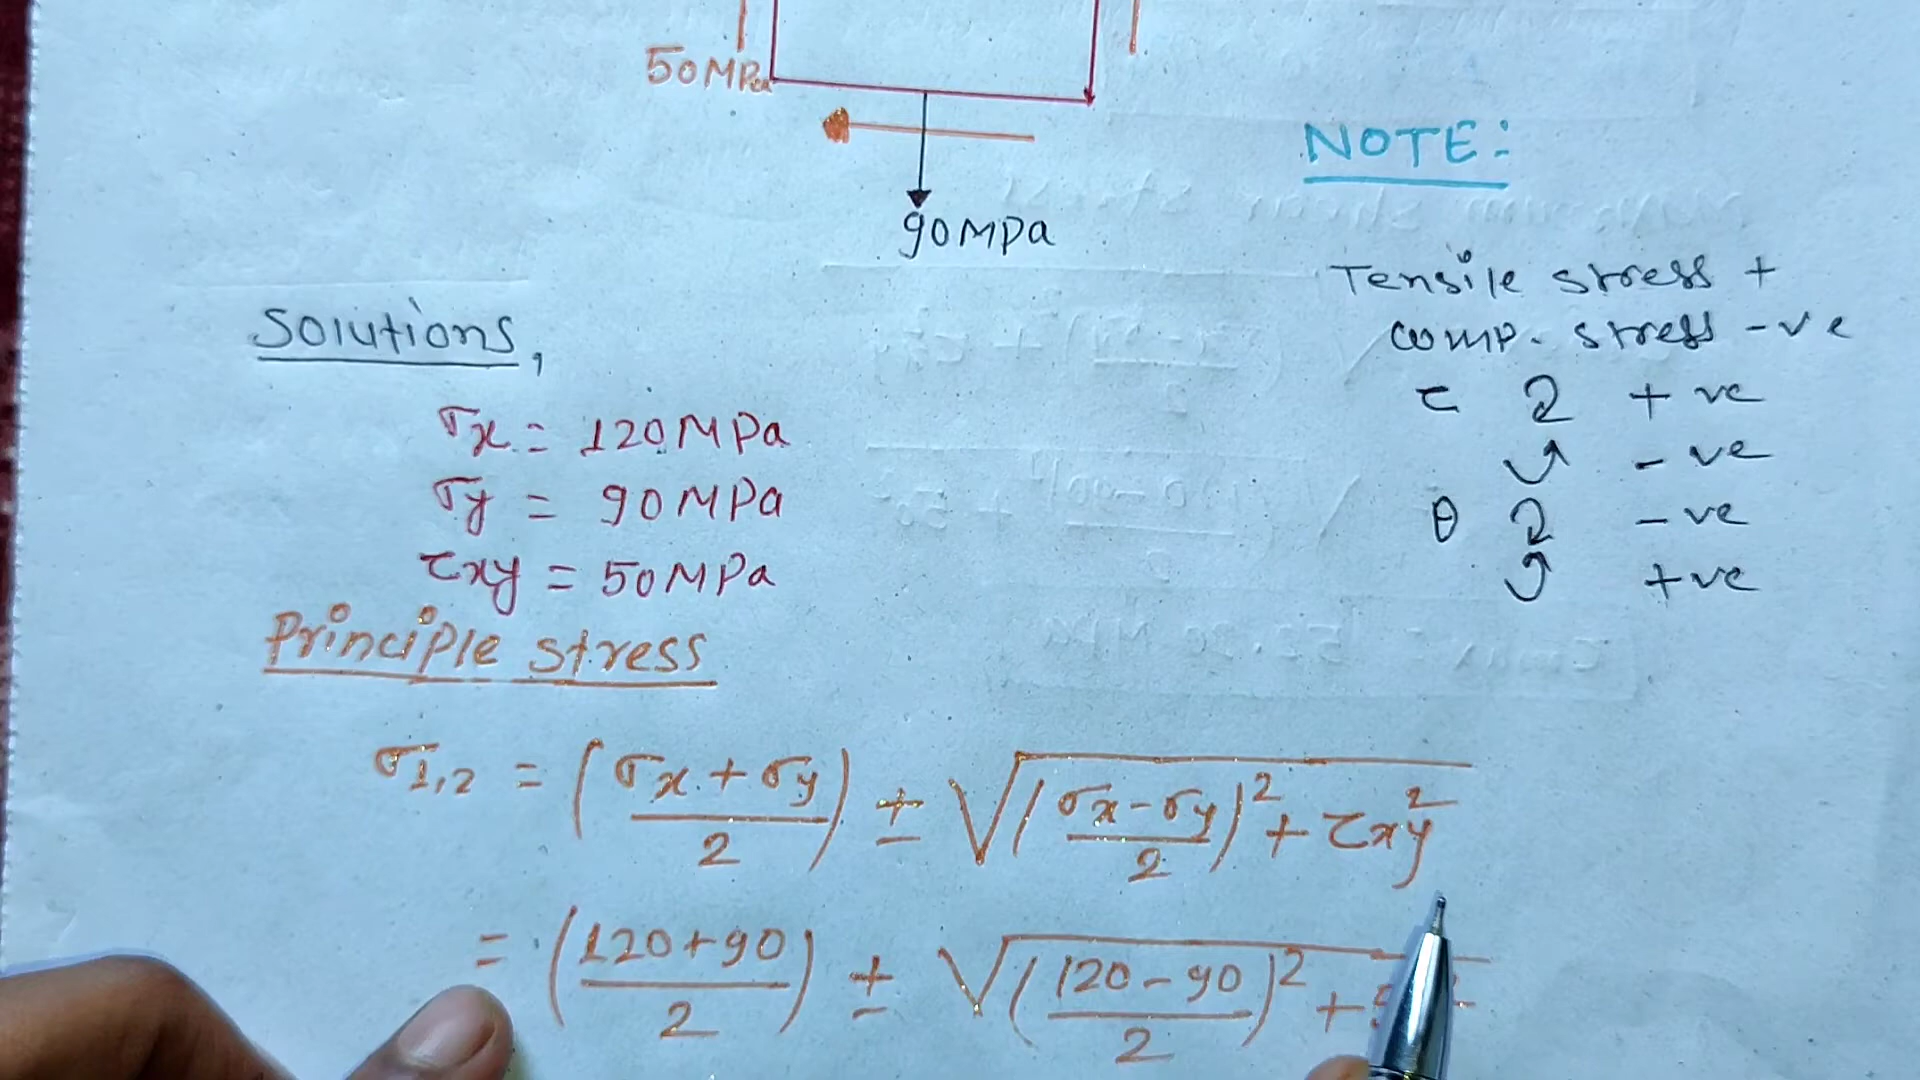 50MPa
90MPa
NOTE:
Tensile stress +
comp. stress -ve
τ + ve
- ve
θ - ve
+ve
Solutions,
σx = 120MPa
σy = 90MPa
τxy = 50MPa
Principle stress
σ1,2 = (σx + σy / 2) ± √(σx - σy / 2)² + τxy²
= (120+90 / 2) ± √(120 - 90 / 2)² +